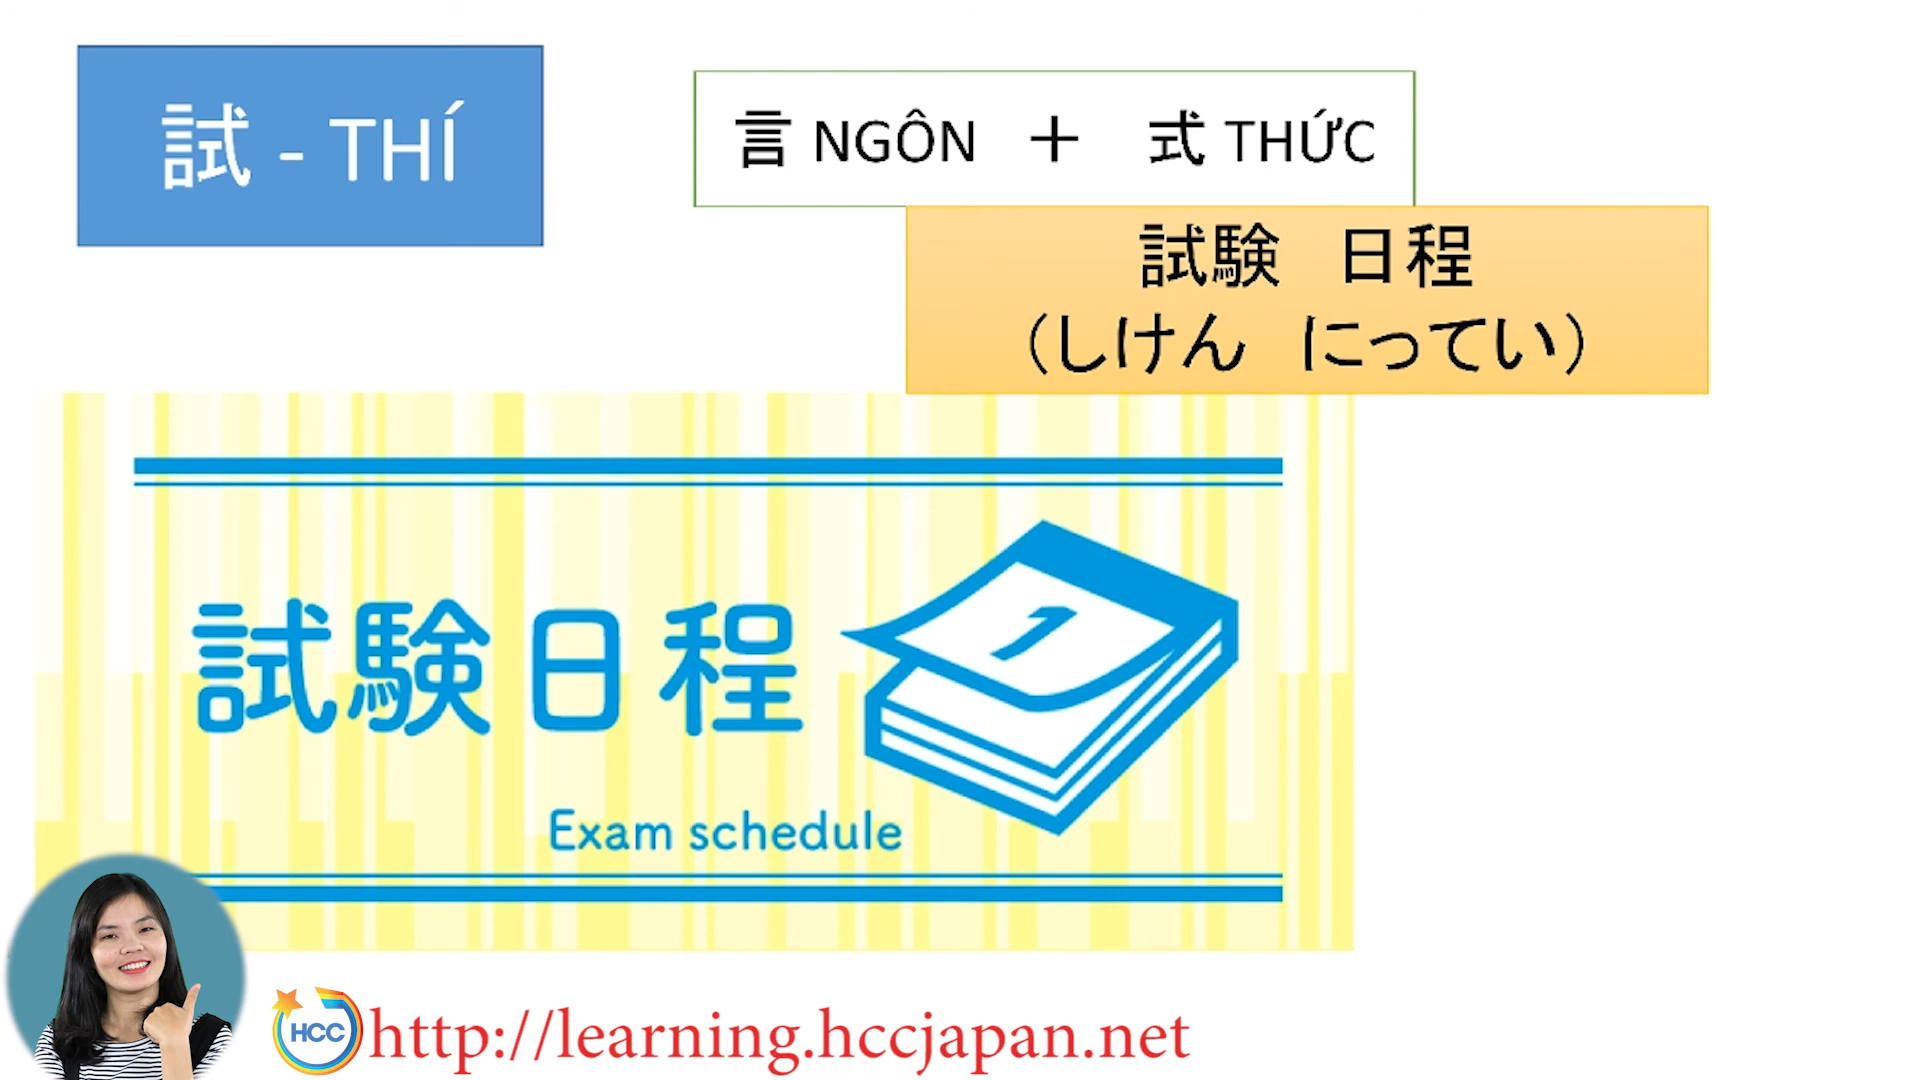 試 - THÍ
言 NGÔN ＋ 式 THỨC
試験　日程
（しけん　にってい）
試験日程
1
Exam schedule
HCC
http://learning.hccjapan.net